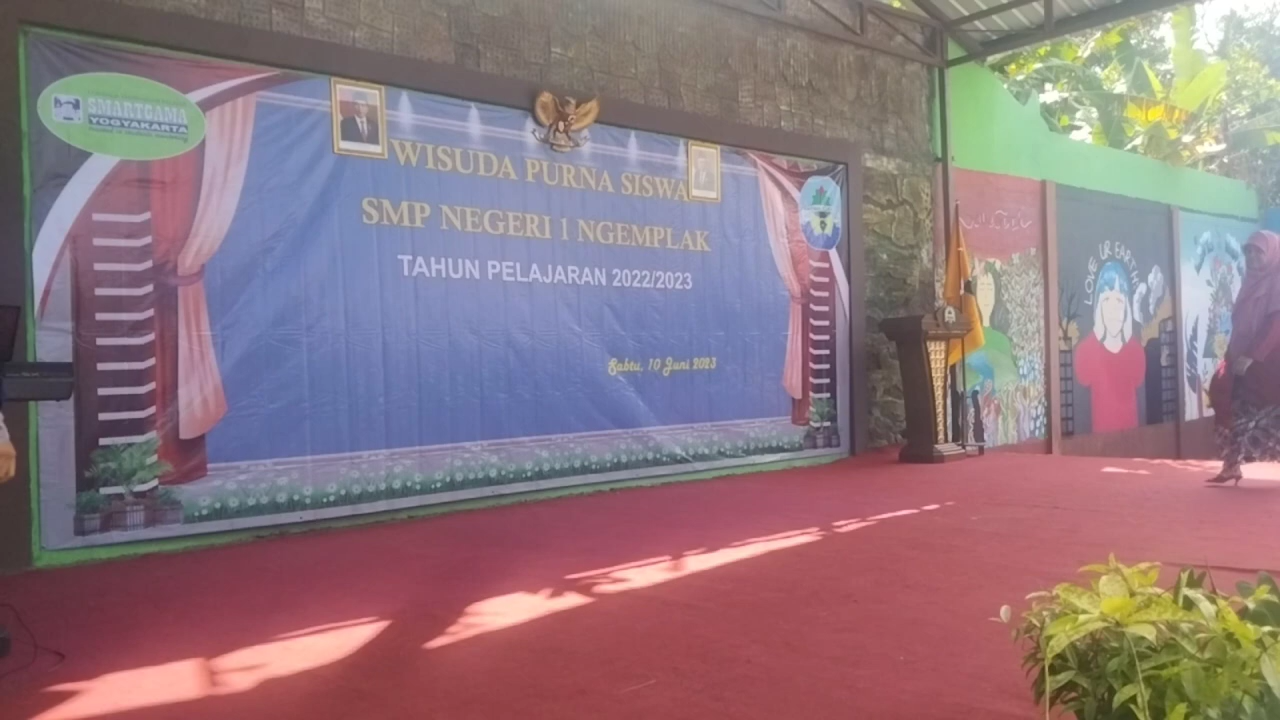 SMARTGAMA
YOGYAKARTA
WISUDA PURNA SISWA
SMP NEGERI 1 NGEMPLAK
TAHUN PELAJARAN 2022/2023
Sabtu, 10 Juni 2023
LOVE UR EARTH